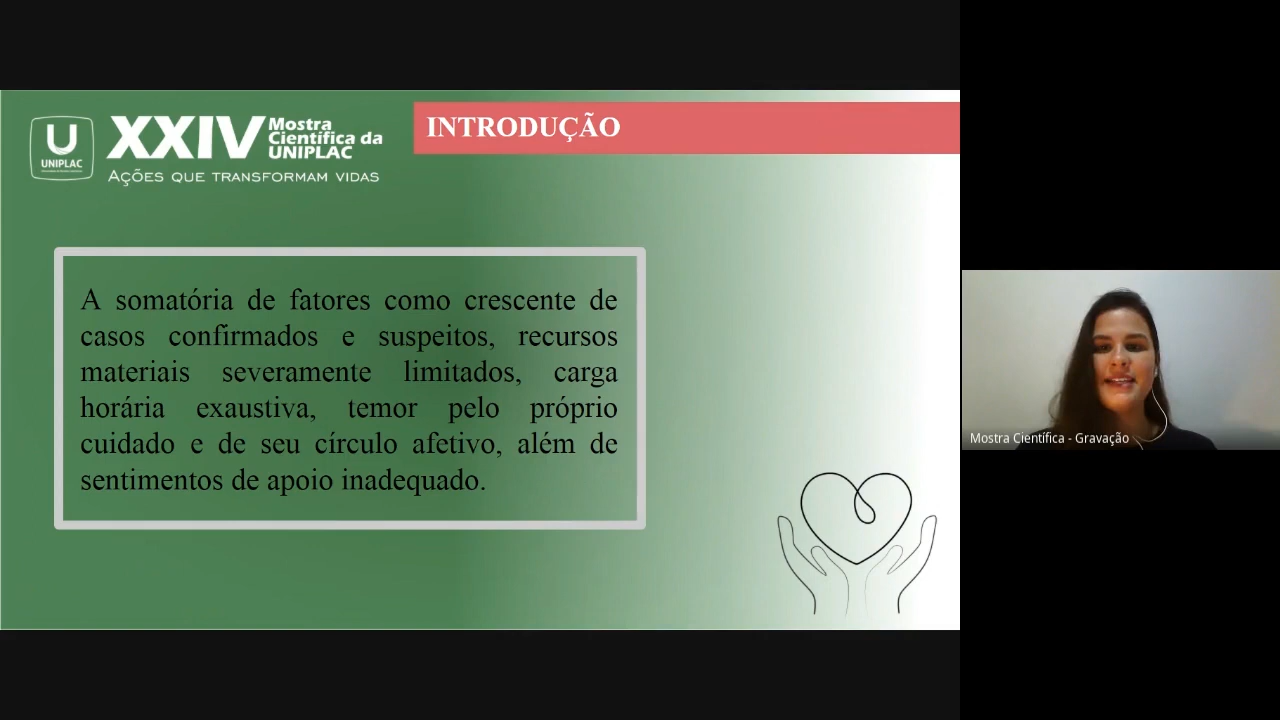 U
UNIPLAC
XXIV Mostra
Científica da
UNIPLAC
AÇÕES QUE TRANSFORMAM VIDAS
INTRODUÇÃO
A somatória de fatores como crescente de
casos confirmados e suspeitos, recursos
materiais severamente limitados, carga
horária exaustiva, temor pelo próprio
cuidado e de seu círculo afetivo, além de
sentimentos de apoio inadequado.
Mostra Científica - Gravação